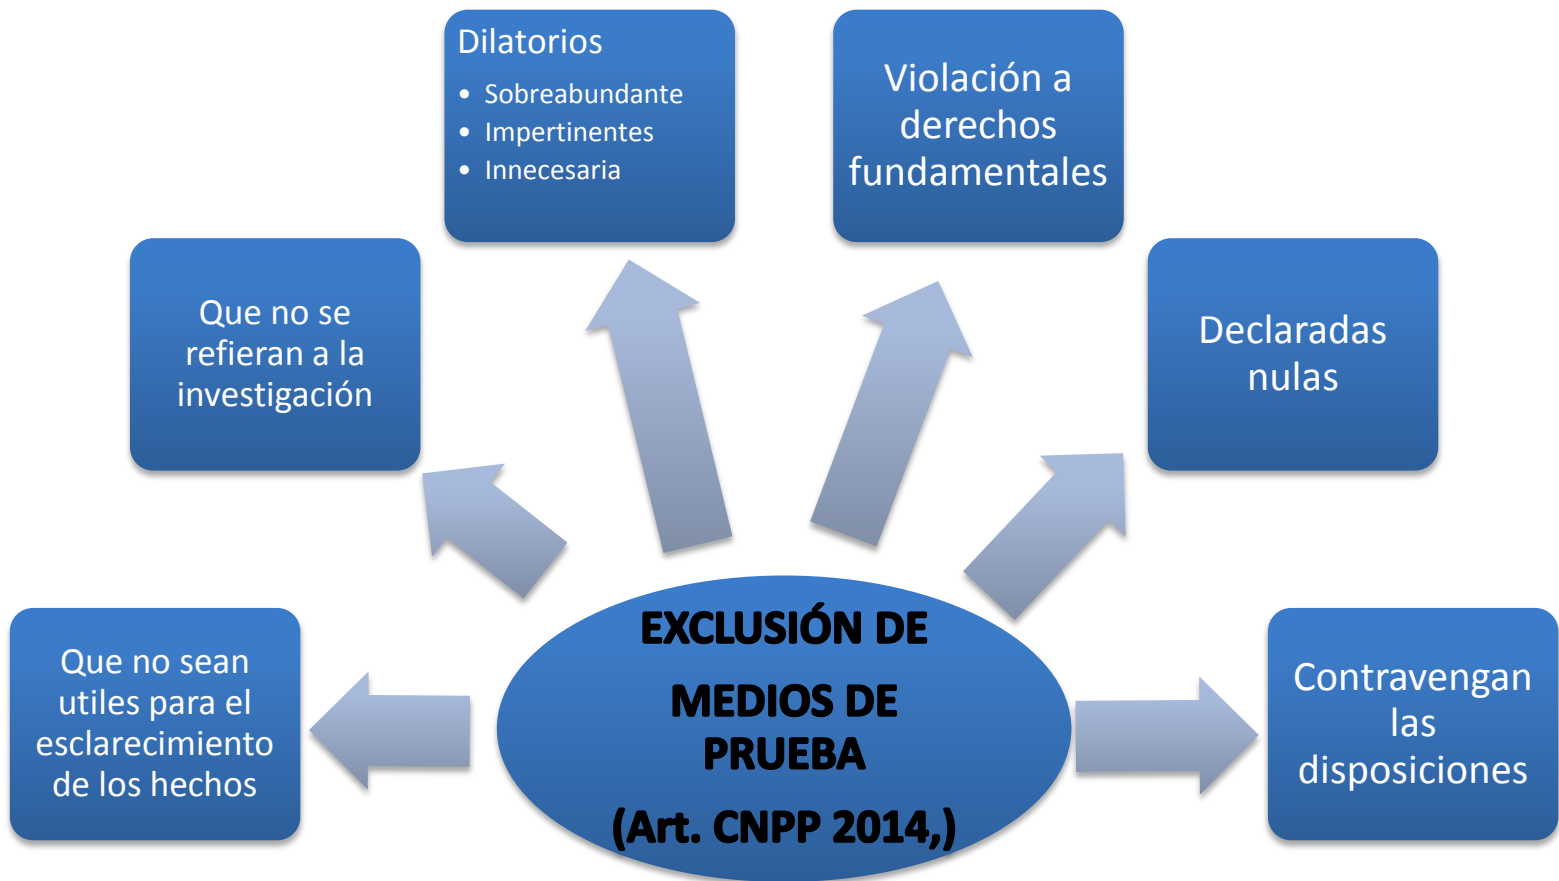 Dilatorios
• Sobreabundante
• Impertinentes
• Innecesaria
Violación a
derechos
fundamentales
Que no se
refieran a la
investigación
Declaradas
nulas
Que no sean
utiles para el
esclarecimiento
de los hechos
EXCLUSIÓN DE
MEDIOS DE
PRUEBA
(Art. CNPP 2014,)
Contravengan
las
disposiciones